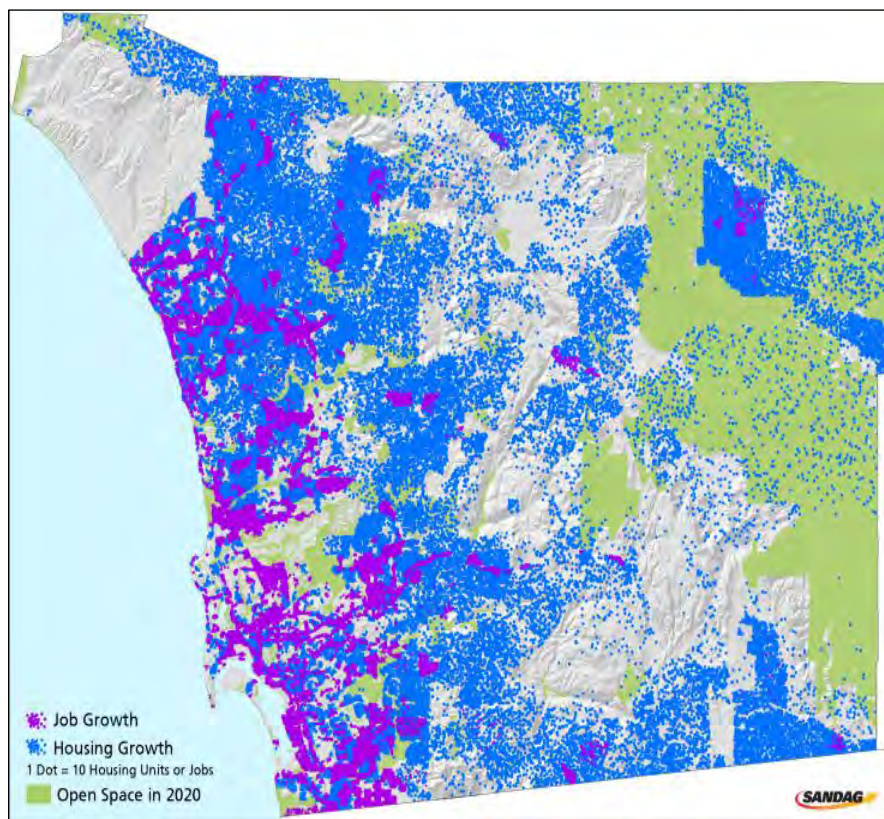 Job Growth
Housing Growth
1 Dot = 10 Housing Units or Jobs
Open Space in 2020
SANDAG